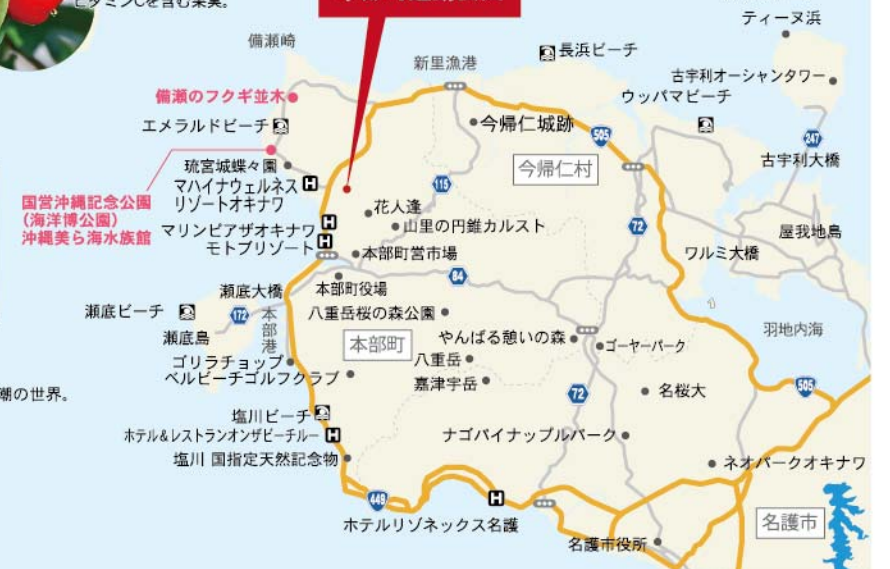 ビタミンCを含む果実。
ティーヌ浜
備瀬崎
長浜ビーチ
新里漁港
古宇利オーシャンタワー
備瀬のフクギ並木
ウッパマビーチ
エメラルドビーチ
今帰仁城跡
505
247
琉宮城蝶々園
今帰仁村
古宇利大橋
マハイナウェルネス
リゾートオキナワ
115
国営沖縄記念公園
(海洋博公園)
沖縄美ら海水族館
花人逢
山里の円錐カルスト
72
屋我地島
マリンピアザオキナワ
モトブリゾート
本部町営市場
ワルミ大橋
84
瀬底大橋
本部町役場
瀬底ビーチ
172
本部港
八重岳桜の森公園
羽地内海
瀬底島
本部町
やんばる憩いの森
ゴーヤーパーク
ゴリラチョップ
八重岳
ベルビーチゴルフクラブ
嘉津宇岳
72
名桜大
505
潮の世界。
塩川ビーチ
ホテル&レストランオンザビーチルー
ナゴパイナップルパーク
塩川 国指定天然記念物
ネオパークオキナワ
449
ホテルリゾネックス名護
名護市
名護市役所